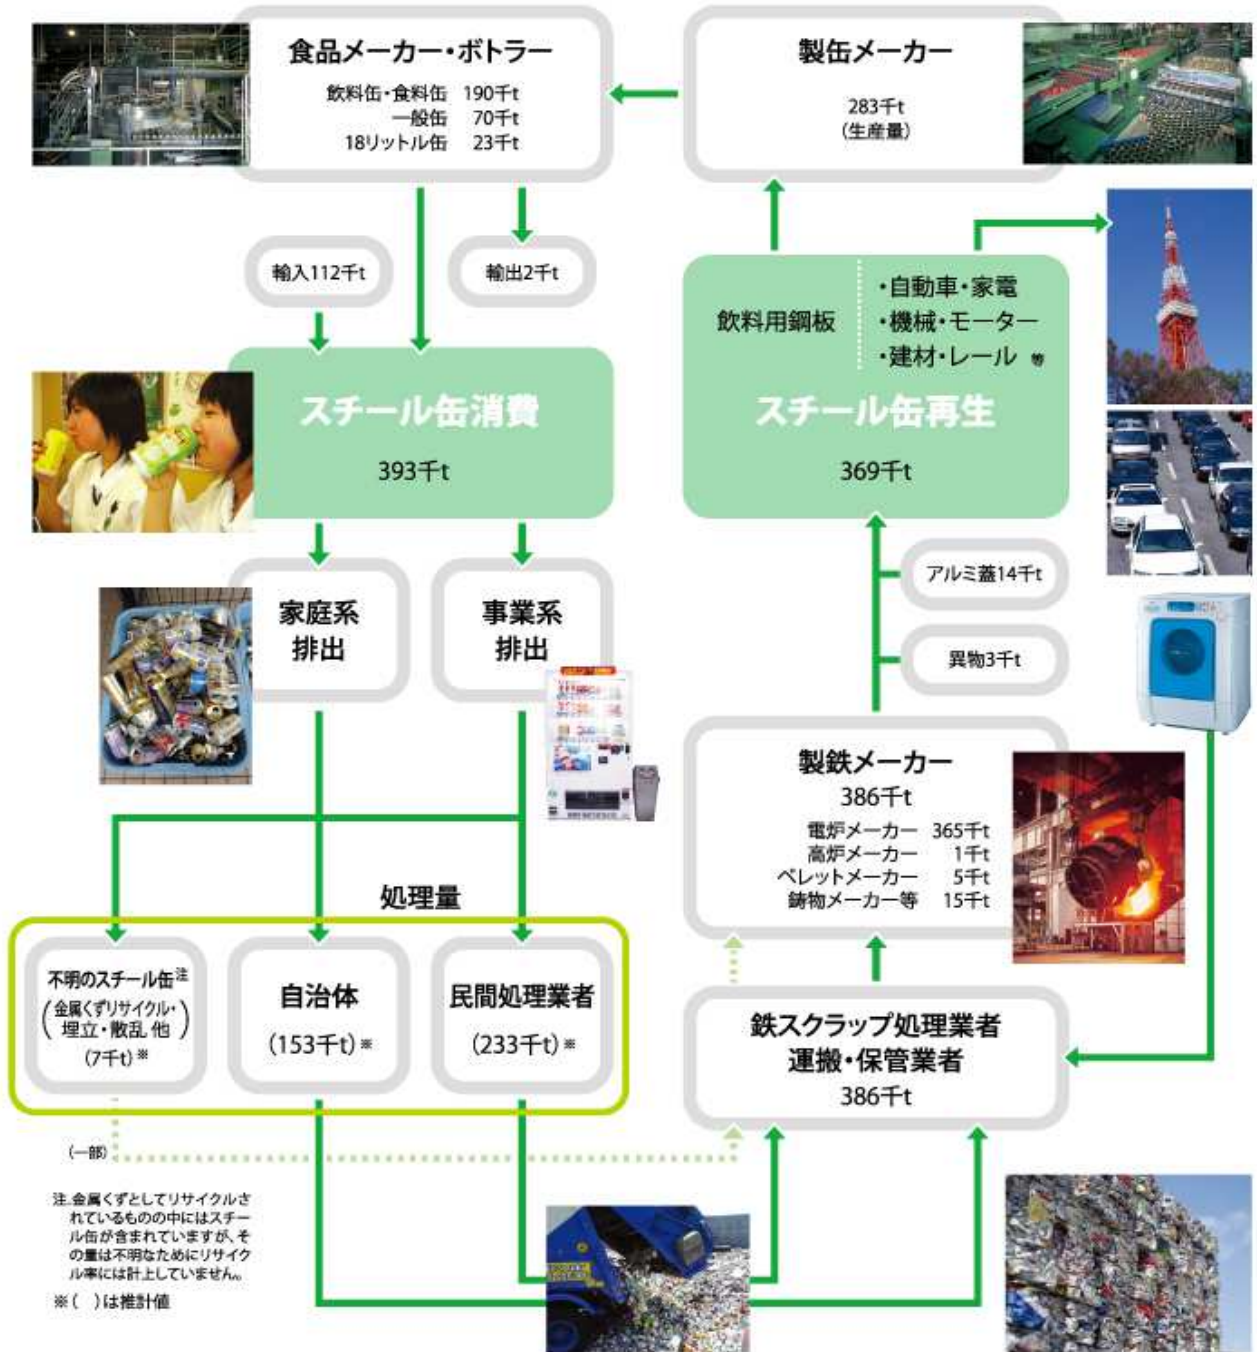 食品メーカー・ボトラー
飲料缶・食料缶 190千t
一般缶 70千t
18リットル缶 23千t
製缶メーカー
283千t
(生産量)
輸入112千t
輸出2千t
スチール缶消費
393千t
飲料用鋼板
・自動車・家電
・機械・モーター
・建材・レール 等
スチール缶再生
369千t
家庭系
排出
事業系
排出
アルミ蓋14千t
異物3千t
製鉄メーカー
386千t
電炉メーカー 365千t
高炉メーカー 1千t
ペレットメーカー 5千t
鋳物メーカー等 15千t
処理量
不明のスチール缶注
(金属くずリサイクル・
埋立・散乱 他)
(7千t)※
自治体
(153千t)※
民間処理業者
(233千t)※
鉄スクラップ処理業者
運搬・保管業者
386千t
(一部)
注.金属くずとしてリサイクルさ
れているものの中にはスチー
ル缶が含まれていますが、そ
の量は不明なためにリサイク
ル率には計上していません。
※( )は推計値